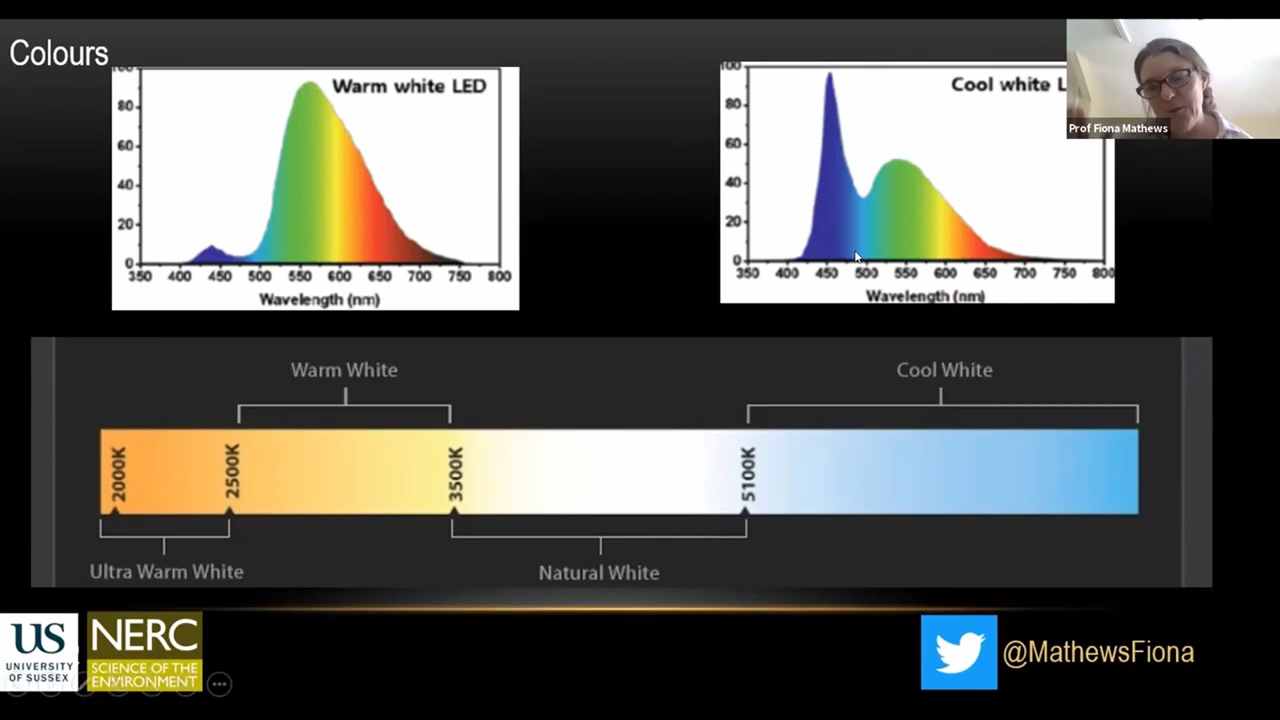 Colours
100
80
60
40
20
0
Warm white LED
350 400 450 500 550 600 650 700 750 800
Wavelength (nm)
100
80
60
40
20
0
Cool white L
350 400 450 500 550 600 650 700 750 800
Wavelength (nm)
Prof Fiona Mathews
Warm White
Cool White
2000K
2500K
3500K
5100K
Ultra Warm White
Natural White
US
UNIVERSITY
OF SUSSEX
NERC
SCIENCE OF THE
ENVIRONMENT
@MathewsFiona